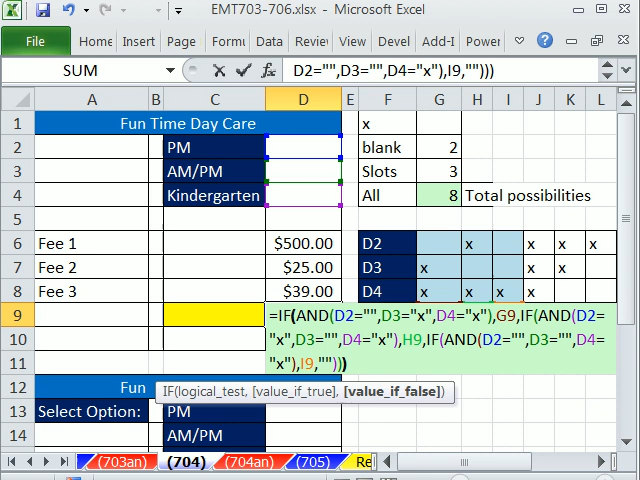 EMT703-706.xlsx - Microsoft Excel
File Home Insert Page Formu Data Reviev View Devel Add-I Power
SUM fx D2="",D3="",D4="x"),I9,"")))
A B C D E F G H I J K L
1 Fun Time Day Care x
2 PM blank 2
3 AM/PM Slots 3
4 Kindergarten All 8 Total possibilities
5
6 Fee 1 $500.00 D2 x x x x
7 Fee 2 $25.00 D3 x x x
8 Fee 3 $39.00 D4 x x x x
9 =IF(AND(D2="",D3="x",D4="x"),G9,IF(AND(D2=
10 "x",D3="",D4="x"),H9,IF(AND(D2="",D3="",D4=
11 "x"),I9,"")))
12 Fun
IF(logical_test, [value_if_true], [value_if_false])
13 Select Option: PM
14 AM/PM
(703an) (704) (704an) (705) Re